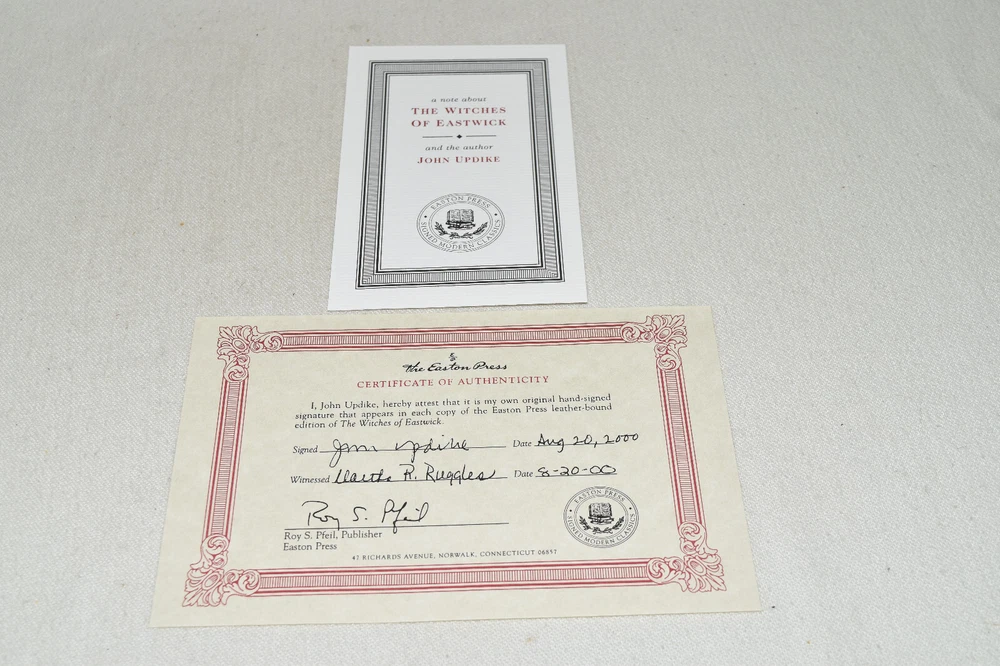 a note about
THE WITCHES
OF EASTWICK
and the author
JOHN UPDIKE
EASTON PRESS
SIGNED MODERN CLASSICS
The Easton Press
CERTIFICATE OF AUTHENTICITY
I, John Updike, hereby attest that it is my own original hand-signed
signature that appears in each copy of the Easton Press leather-bound
edition of The Witches of Eastwick.
Signed John Updike Date Aug 20, 2000
Witnessed Martha R. Ruggles Date 8-20-00
Roy S. Pfeil
Roy S. Pfeil, Publisher
Easton Press
EASTON PRESS
SIGNED MODERN CLASSICS
47 RICHARDS AVENUE, NORWALK, CONNECTICUT 06857